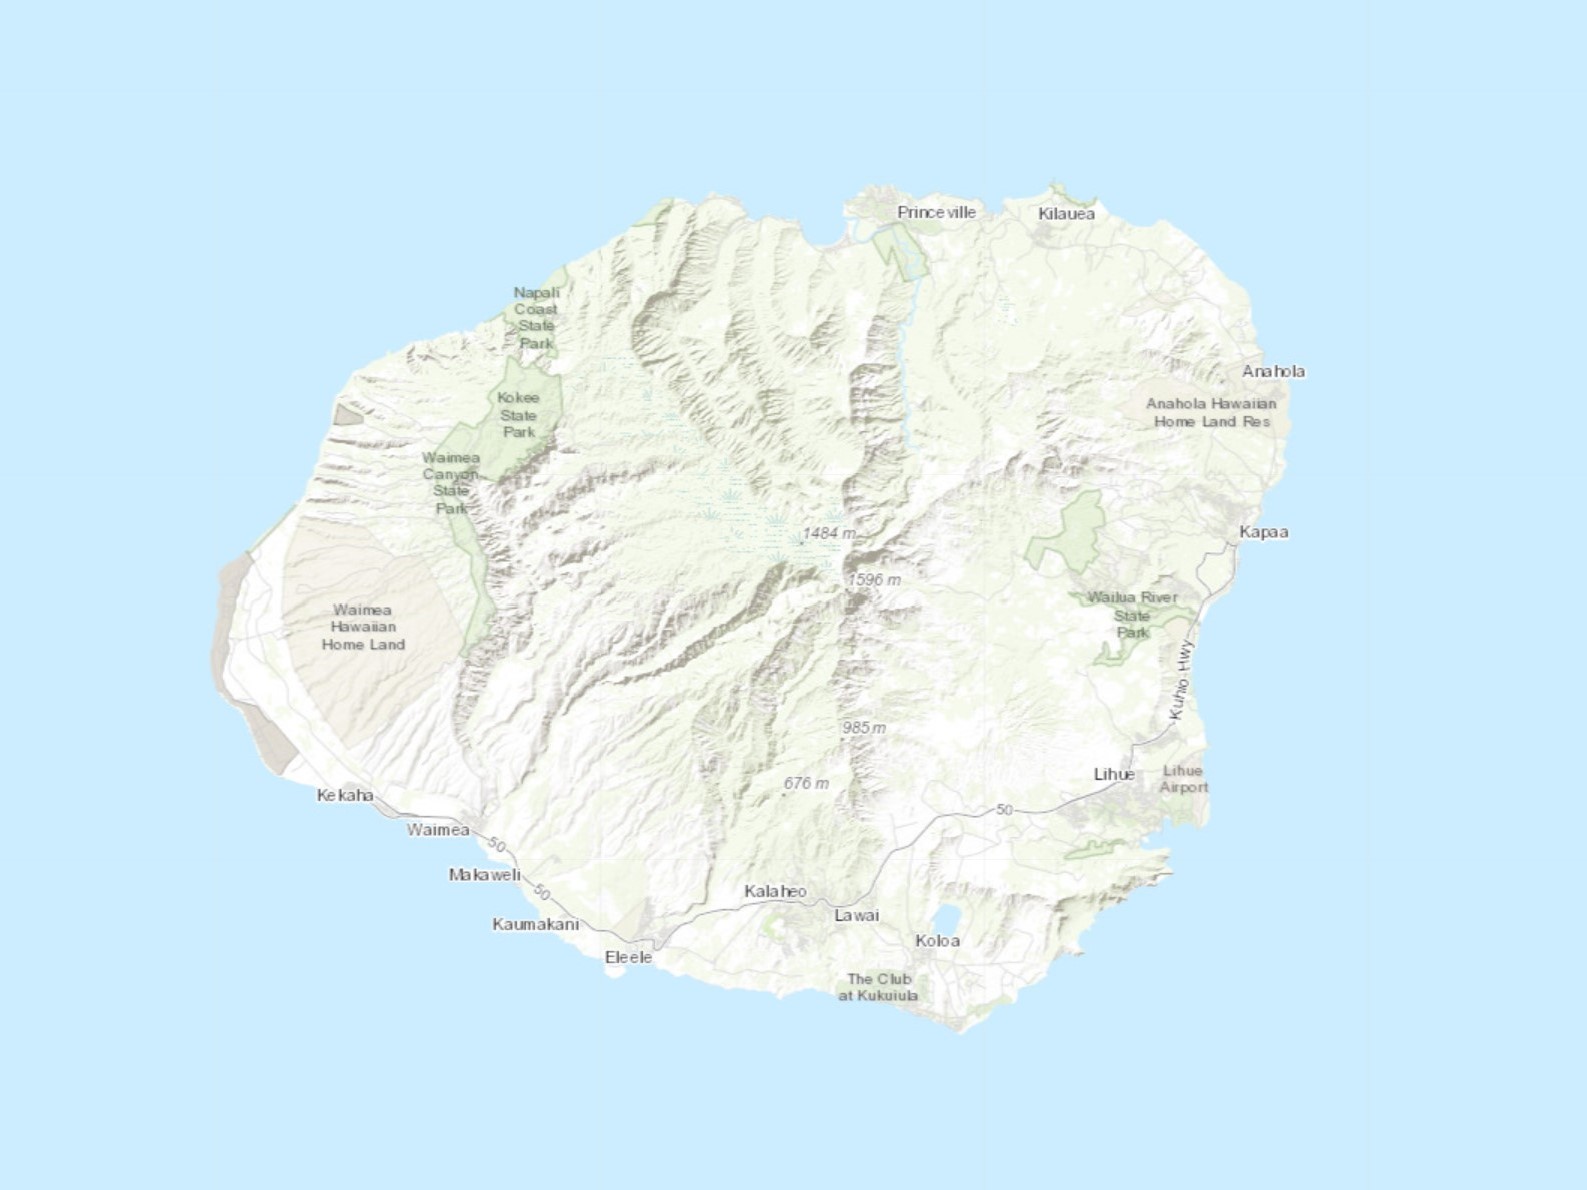 Princeville
Kilauea
Napali
Coast
State
Park
Anahola
Kokee
State
Park
Anahola Hawaiian
Home Land Res
Waimea
Canyon
State
Park
1484 m
Kapaa
1596 m
Wailua River
State
Park
Waimea
Hawaiian
Home Land
Kuhio Hwy
985 m
Lihue
Lihue
Airport
676 m
Kekaha
50
Waimea
50
Makaweli
50
Kalaheo
Lawai
Kaumakani
Koloa
Eleele
The Club
at Kukuiula